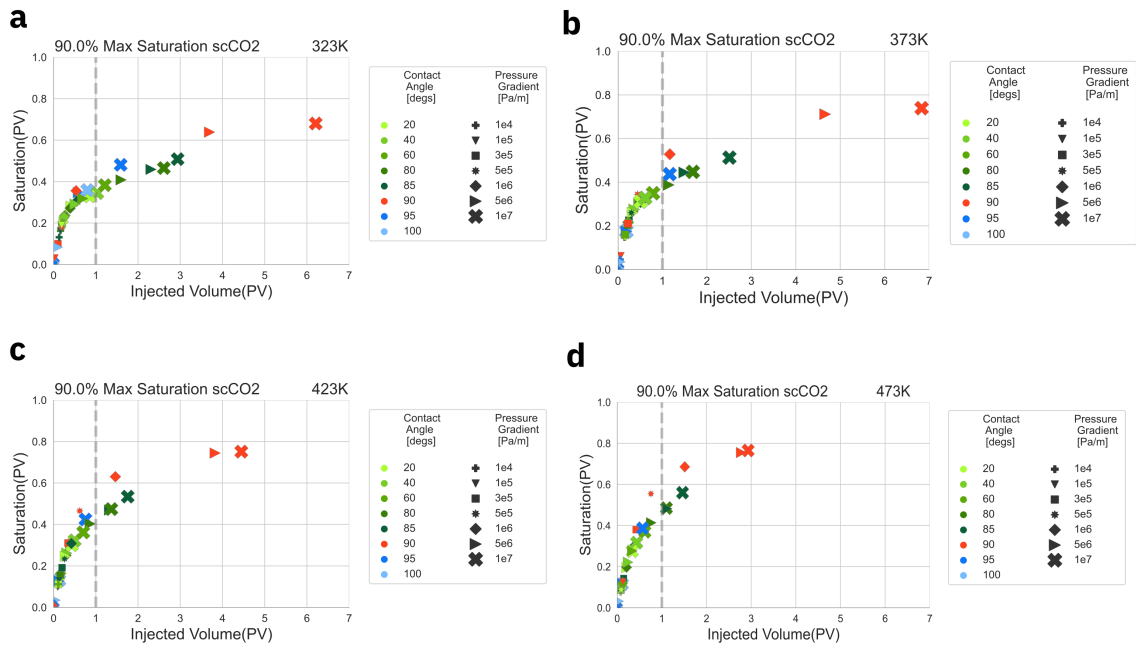 a
90.0% Max Saturation scCO2 323K
1.0
0.8
0.6
0.4
0.2
0.0
Saturation(PV)
0 1 2 3 4 5 6 7
Injected Volume(PV)
Contact Angle [degs]
Pressure Gradient [Pa/m]
20 1e4
40 1e5
60 3e5
80 5e5
85 1e6
90 5e6
95 1e7
100
b
90.0% Max Saturation scCO2 373K
1.0
0.8
0.6
0.4
0.2
0.0
Saturation(PV)
0 1 2 3 4 5 6 7
Injected Volume(PV)
Contact Angle [degs]
Pressure Gradient [Pa/m]
20 1e4
40 1e5
60 3e5
80 5e5
85 1e6
90 5e6
95 1e7
100
c
90.0% Max Saturation scCO2 423K
1.0
0.8
0.6
0.4
0.2
0.0
Saturation(PV)
0 1 2 3 4 5 6 7
Injected Volume(PV)
Contact Angle [degs]
Pressure Gradient [Pa/m]
20 1e4
40 1e5
60 3e5
80 5e5
85 1e6
90 5e6
95 1e7
100
d
90.0% Max Saturation scCO2 473K
1.0
0.8
0.6
0.4
0.2
0.0
Saturation(PV)
0 1 2 3 4 5 6 7
Injected Volume(PV)
Contact Angle [degs]
Pressure Gradient [Pa/m]
20 1e4
40 1e5
60 3e5
80 5e5
85 1e6
90 5e6
95 1e7
100